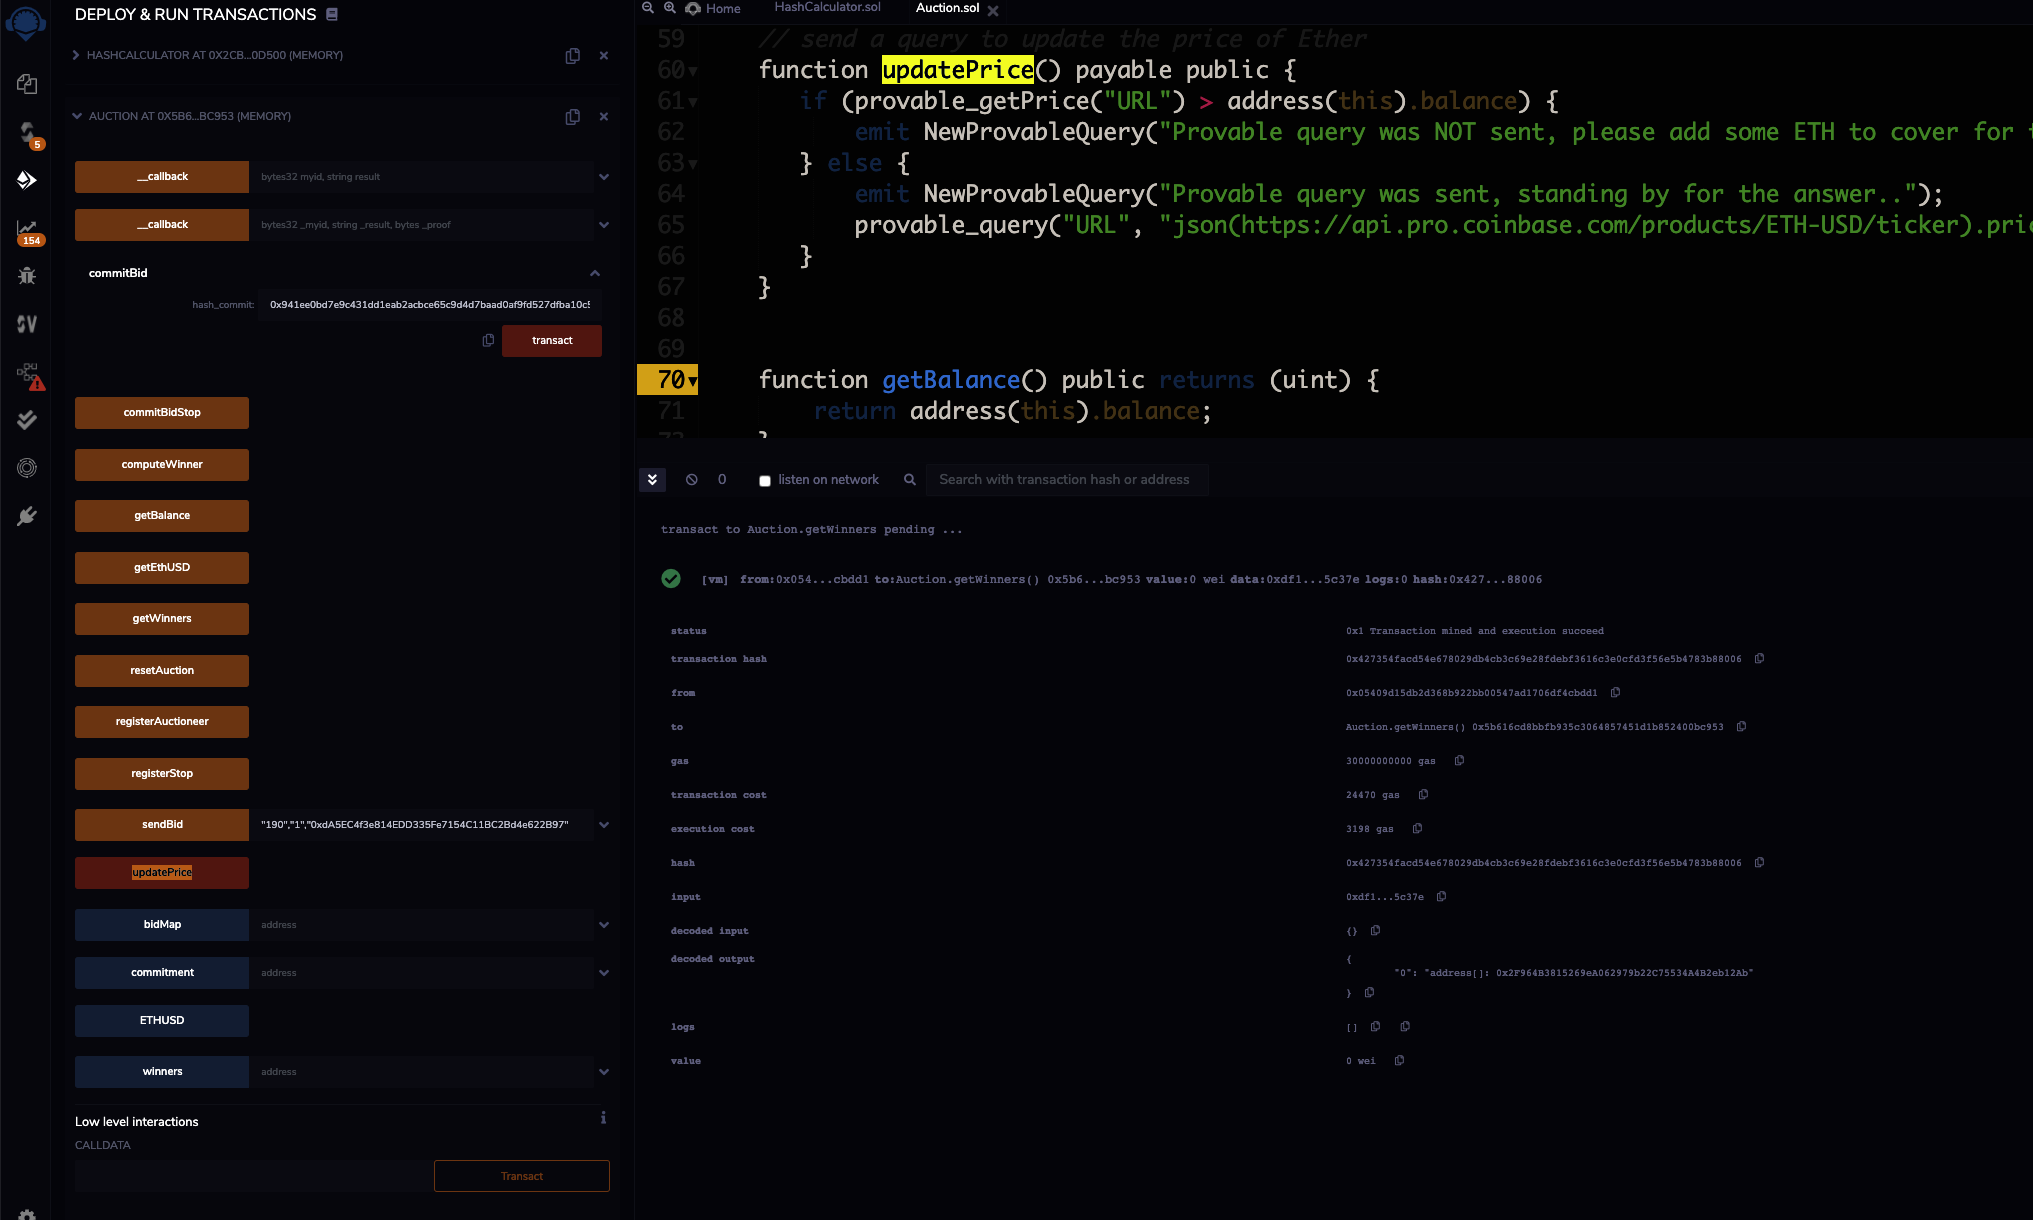 DEPLOY & RUN TRANSACTIONS
HASHCALCULATOR AT 0X2CB...0D500 (MEMORY)
AUCTION AT 0X5B6...BC953 (MEMORY)
__callback
bytes32 myid, string result
__callback
bytes32 _myid, string _result, bytes _proof
commitBid
hash_commit:
0x941ee0bd7e9c431dd1eab2acbce65c9d4d7baad0af9fd527dfba10c5
transact
commitBidStop
computeWinner
getBalance
getEthUSD
getWinners
resetAuction
registerAuctioneer
registerStop
sendBid
"190","1","0xdA5EC4f3e814EDD335Fe7154C11BC2Bd4e622B97"
updatePrice
bidMap
address
commitment
address
ETHUSD
winners
address
Low level interactions
CALLDATA
Transact
5
154
Home
HashCalculator.sol
Auction.sol
59 // send a query to update the price of Ether
60 function updatePrice() payable public {
61 if (provable_getPrice("URL") > address(this).balance) {
62 emit NewProvableQuery("Provable query was NOT sent, please add some ETH to cover for
63 } else {
64 emit NewProvableQuery("Provable query was sent, standing by for the answer..");
65 provable_query("URL", "json(https://api.pro.coinbase.com/products/ETH-USD/ticker).pric
66 }
67 }
68
69
70 function getBalance() public returns (uint) {
71 return address(this).balance;
0
listen on network
Search with transaction hash or address
transact to Auction.getWinners pending ...
[vm] from:0x054...cbdd1 to:Auction.getWinners() 0x5b6...bc953 value:0 wei data:0xdf1...5c37e logs:0 hash:0x427...88006
status 0x1 Transaction mined and execution succeed
transaction hash 0x427354facd54e678029db4cb3c69e28fdebf3616c3e0cfd3f56e5b4783b88006
from 0x05409d15db2d368b922bb00547ad1706df4cbdd1
to Auction.getWinners() 0x5b616cd8bbfb935c3064857451d1b852400bc953
gas 30000000000 gas
transaction cost 24470 gas
execution cost 3198 gas
hash 0x427354facd54e678029db4cb3c69e28fdebf3616c3e0cfd3f56e5b4783b88006
input 0xdf1...5c37e
decoded input {}
decoded output {
"0": "address[]: 0x2F964B3815269eA062979b22C75534A4B2eb12Ab"
}
logs []
value 0 wei